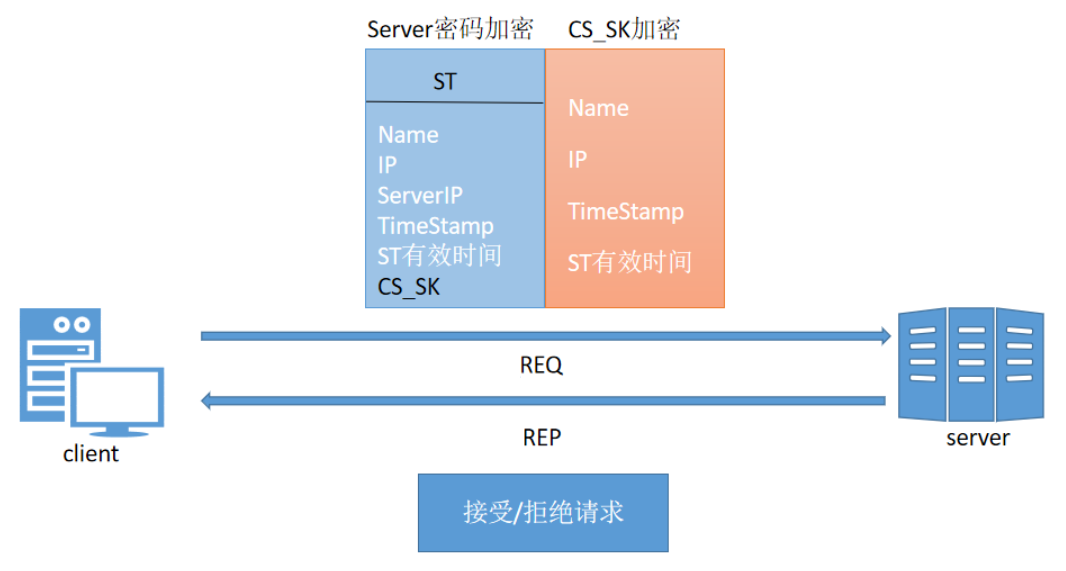 Server密码加密
CS_SK加密
ST
Name
IP
ServerIP
TimeStamp
ST有效时间
CS_SK
Name
IP
TimeStamp
ST有效时间
REQ
REP
client
server
接受/拒绝请求